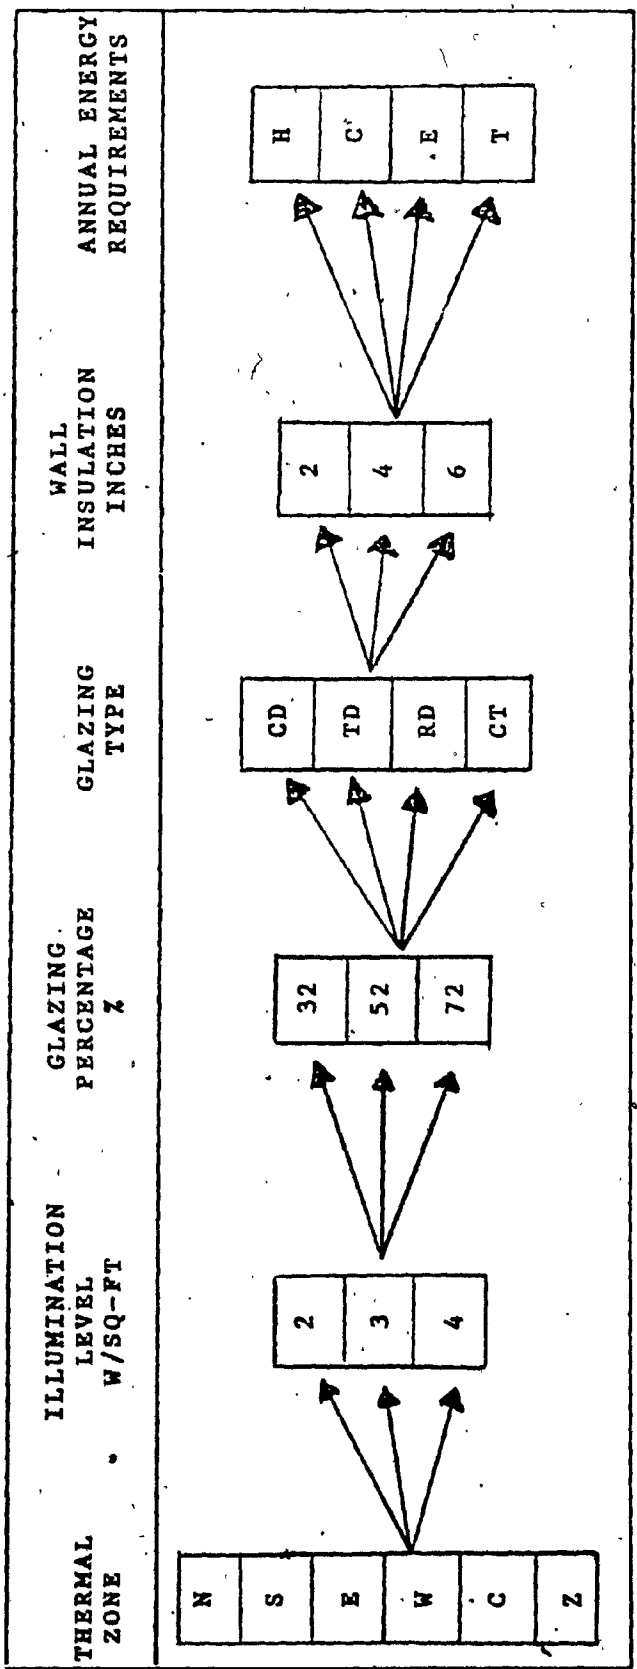 THERMAL
ZONE
ILLUMINATION
LEVEL
W/SQ-FT
GLAZING
PERCENTAGE
%
GLAZING
TYPE
WALL
INSULATION
INCHES
ANNUAL ENERGY
REQUIREMENTS
N
S
E
W
C
Z
2
3
4
32
52
72
CD
TD
RD
CT
2
4
6
H
C
E
T